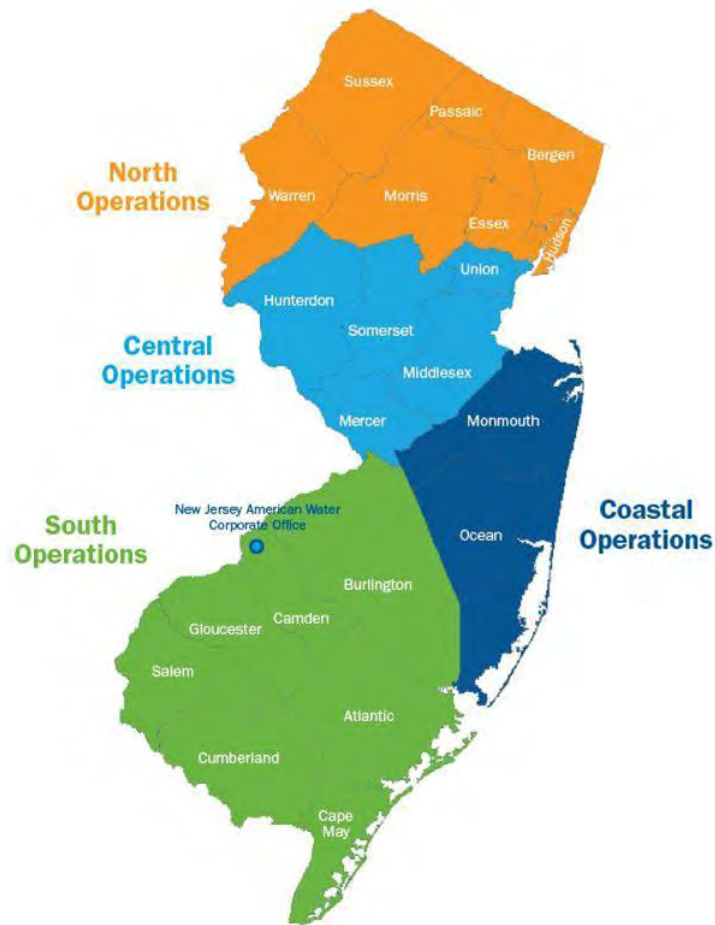 Sussex
Passaic
Bergen
North
Operations
Warren
Morris
Essex
Hudson
Union
Hunterdon
Somerset
Central
Operations
Middlesex
Mercer
Monmouth
New Jersey American Water
Corporate Office
South
Operations
Coastal
Operations
Ocean
Burlington
Camden
Gloucester
Salem
Atlantic
Cumberland
Cape
May